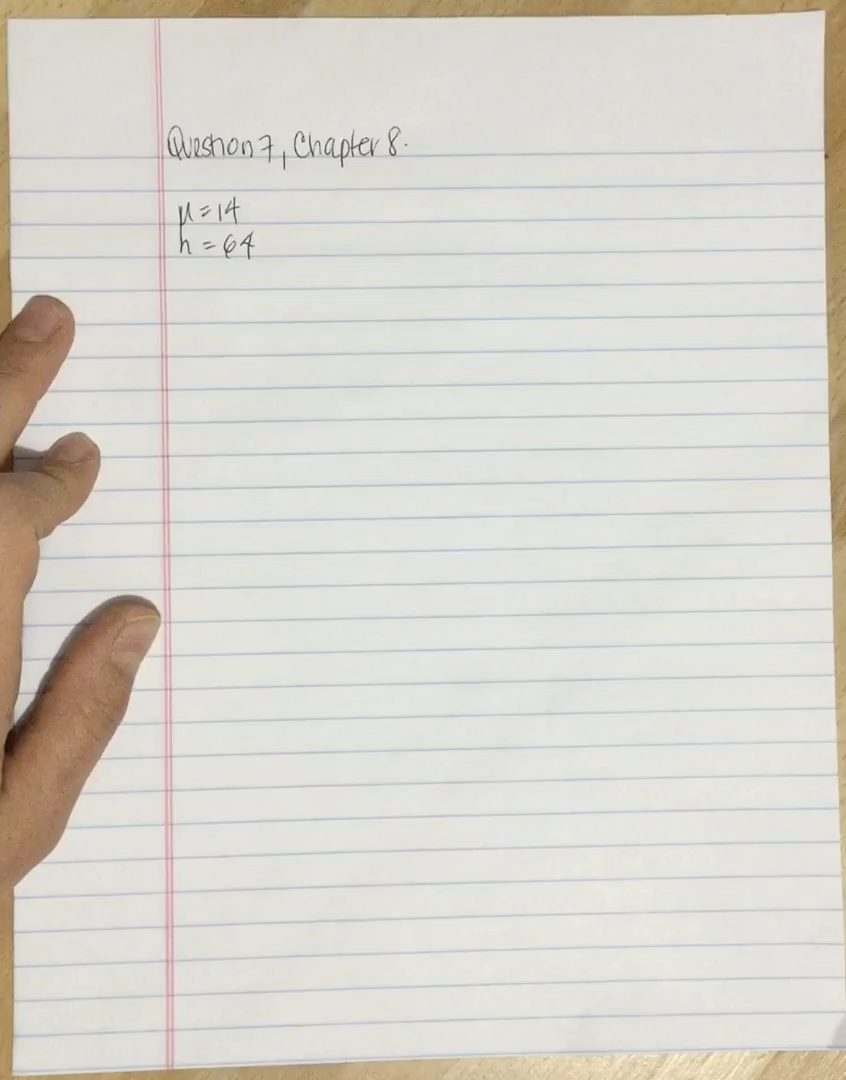 Question 7, Chapter 8.
μ = 14
n = 64